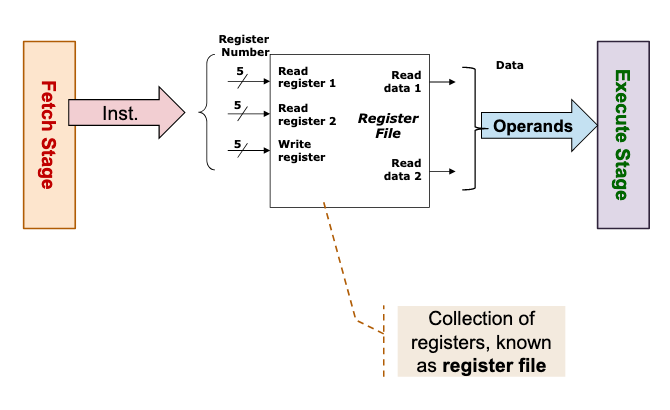 Fetch Stage
Inst.
Register
Number
5
Read
register 1
5
Read
register 2
5
Write
register
Register
File
Read
data 1
Read
data 2
Data
Operands
Execute Stage
Collection of
registers, known
as register file